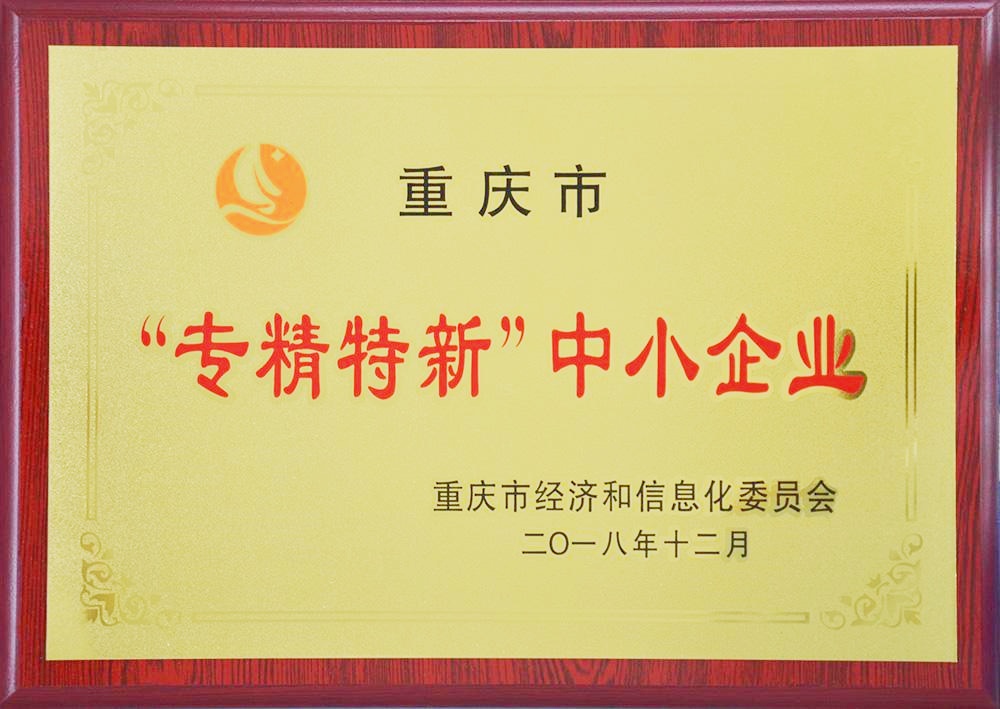 重庆市
“专精特新”中小企业
重庆市经济和信息化委员会
二〇一八年十二月